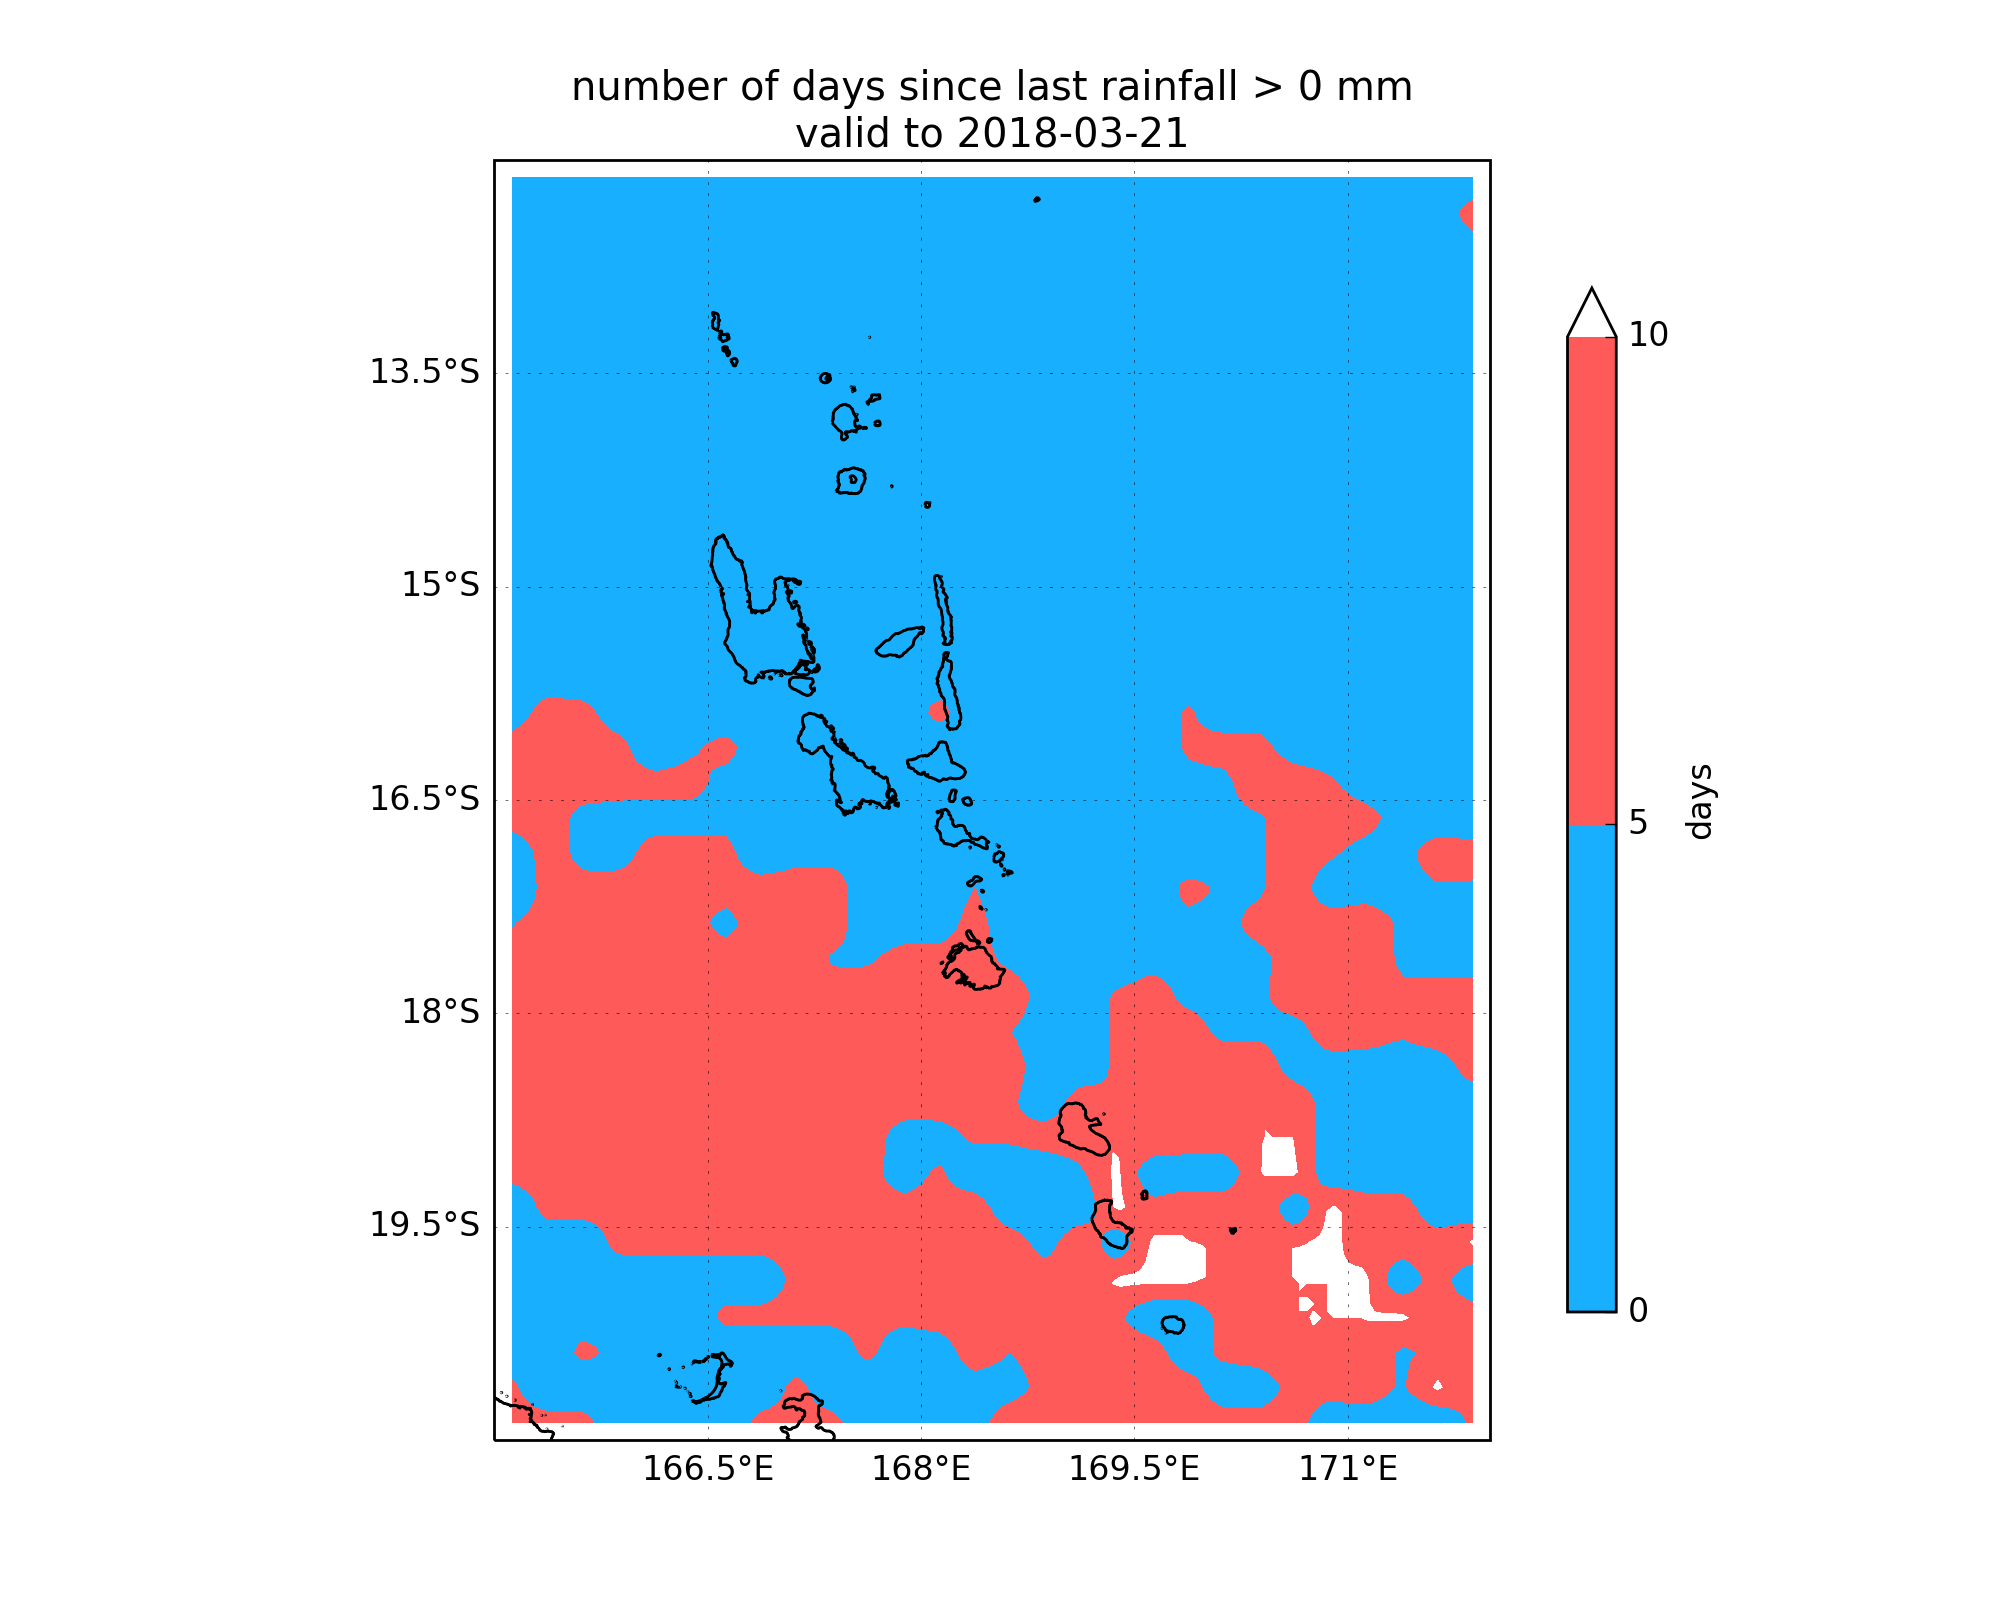 number of days since last rainfall > 0 mm
valid to 2018-03-21
13.5°S
15°S
16.5°S
18°S
19.5°S
166.5°E
168°E
169.5°E
171°E
10
5
0
days